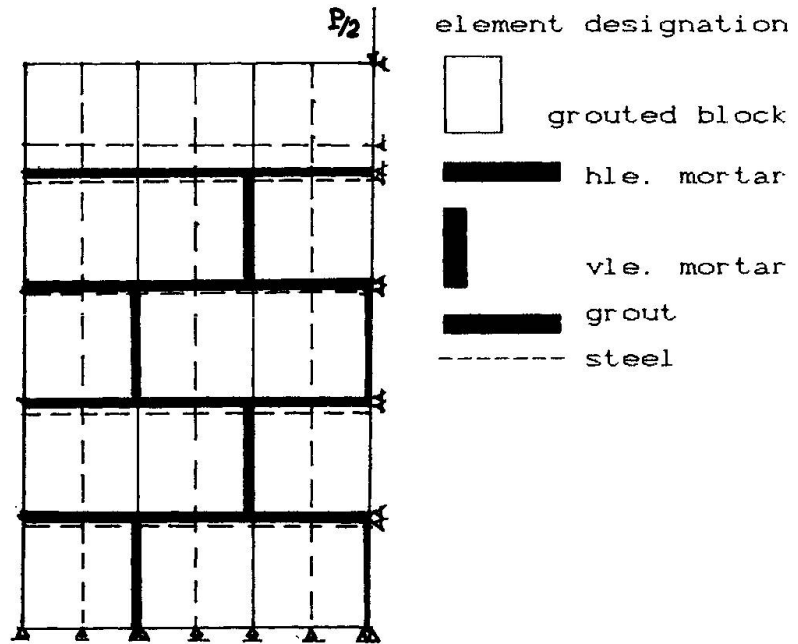 P/2
element designation
grouted block
hle. mortar
vle. mortar
grout
steel